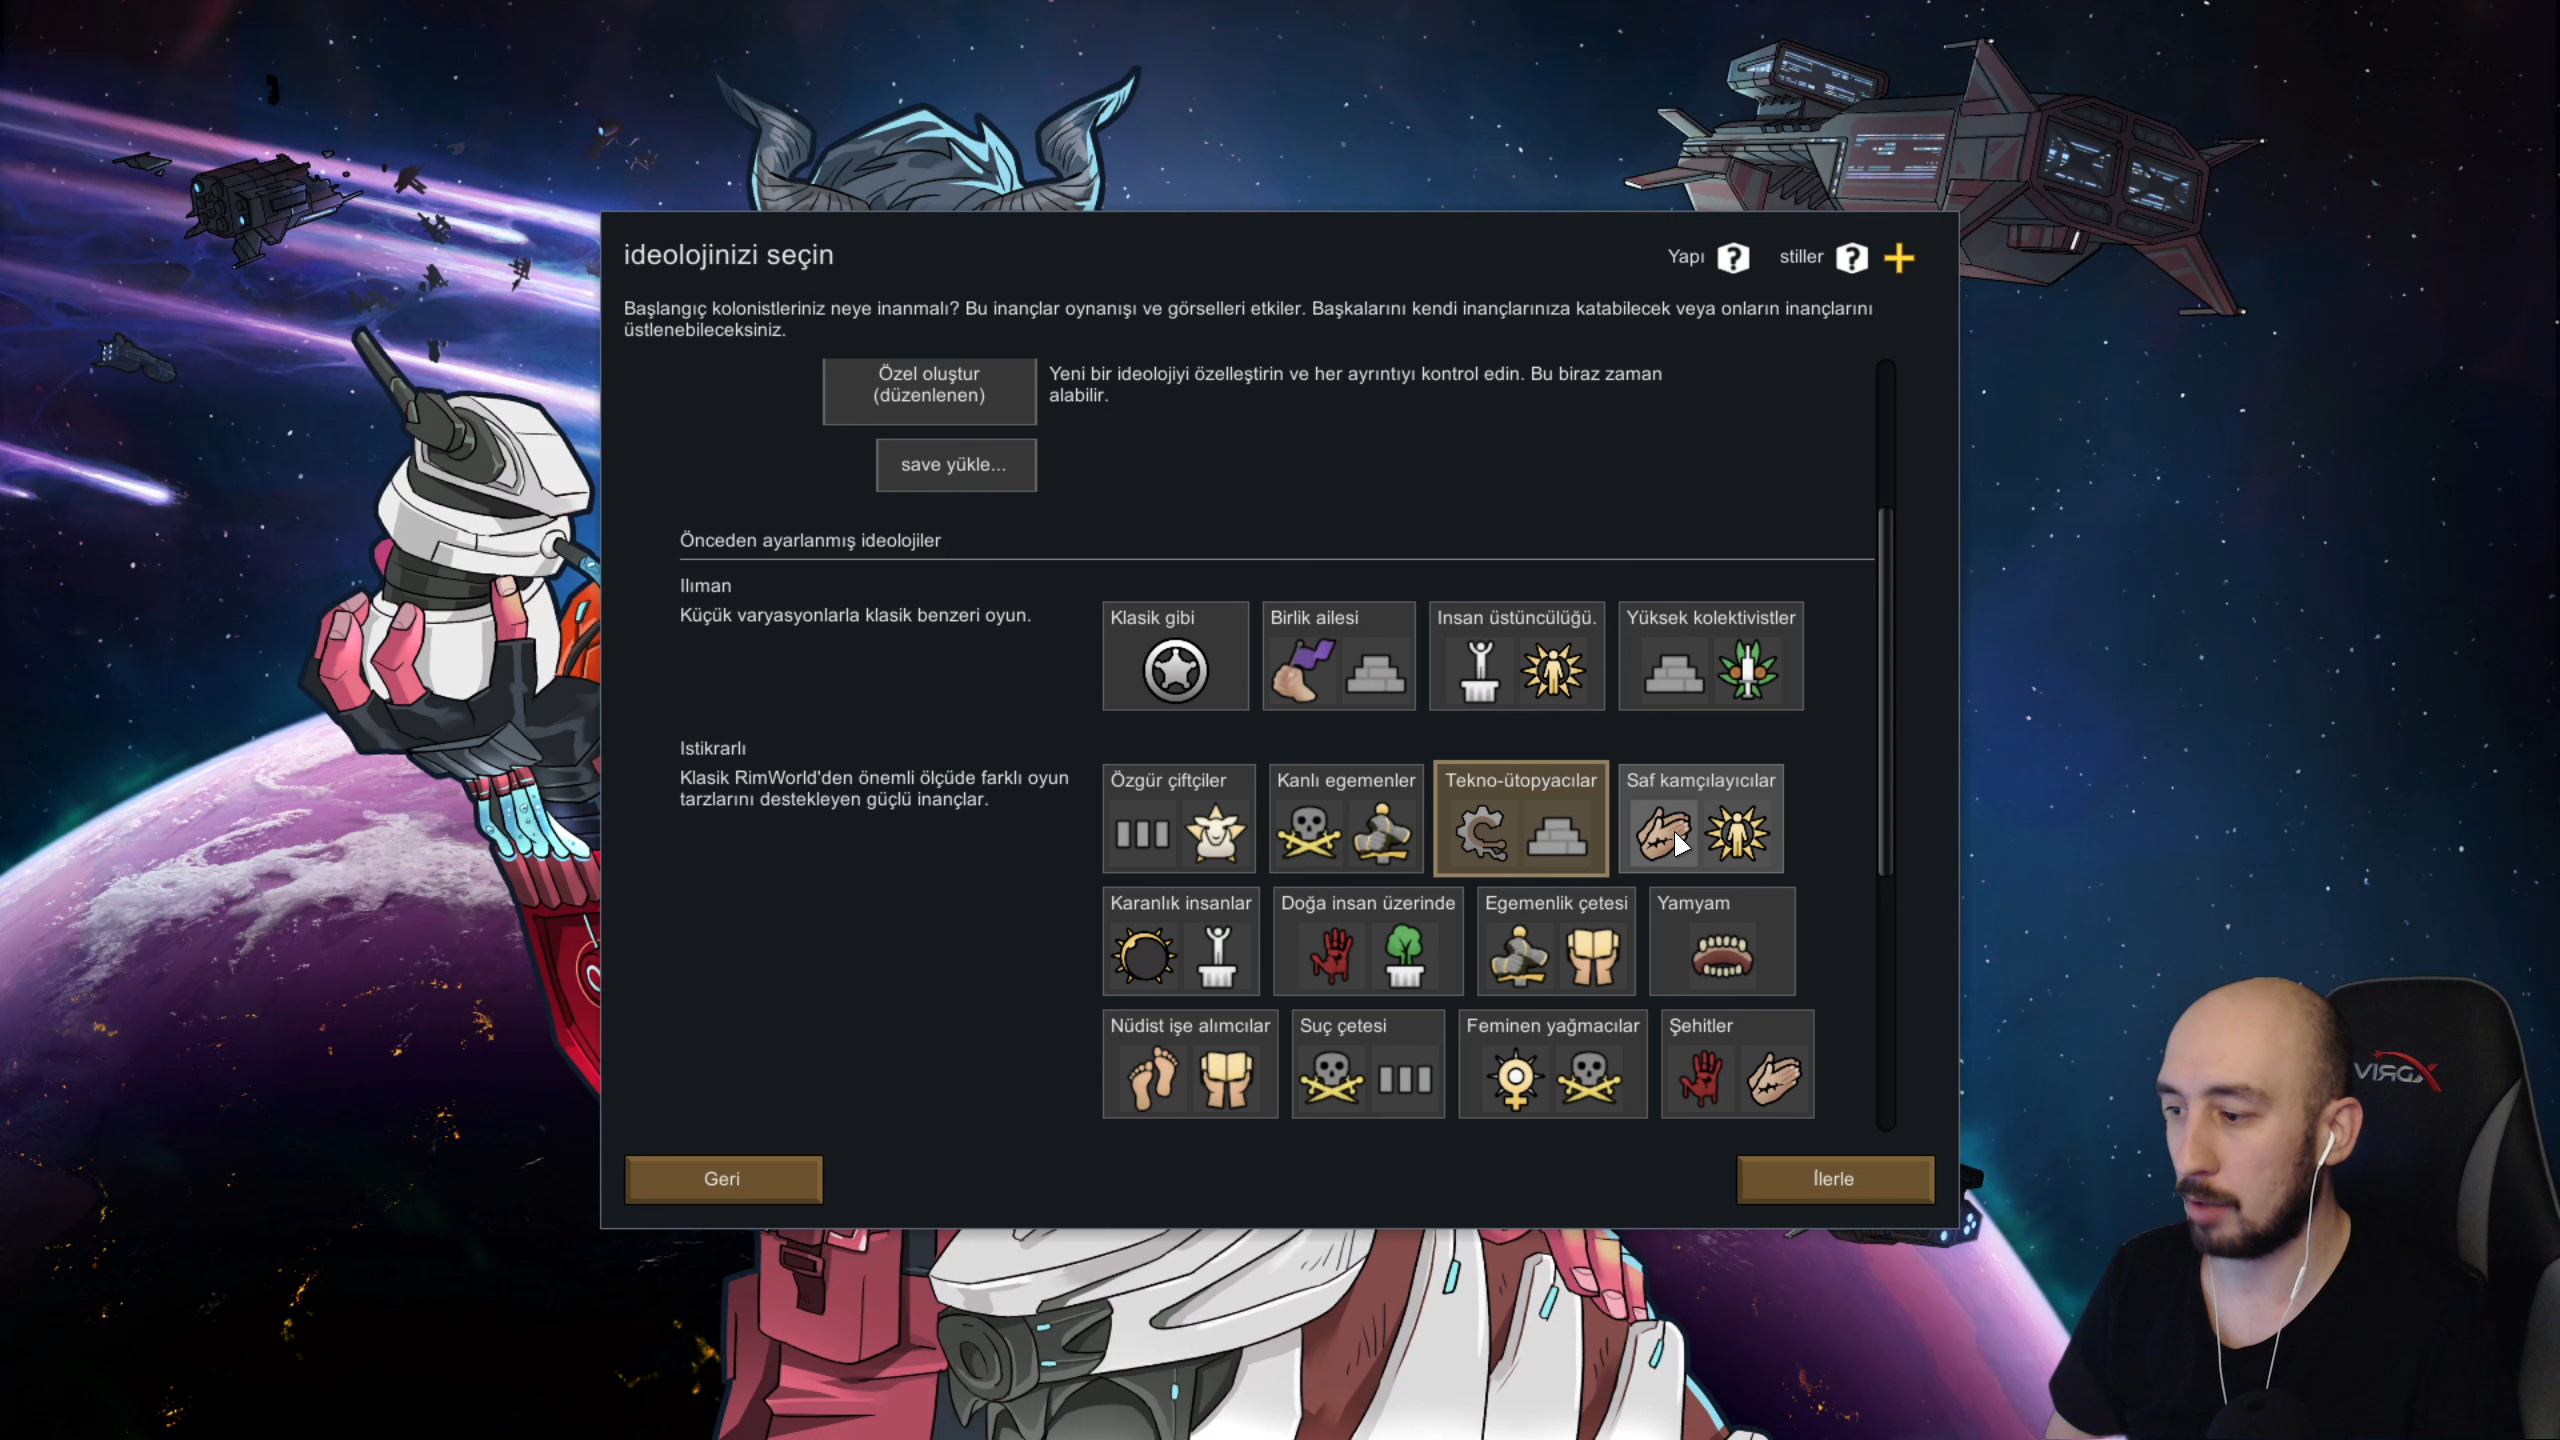 ideolojinizi seçin
Yapı
stiller
Başlangıç kolonistleriniz neye inanmalı? Bu inançlar oynanışı ve görselleri etkiler. Başkalarını kendi inançlarınıza katabilecek veya onların inançlarını
üstlenebileceksiniz.
Özel oluştur
(düzenlenen)
Yeni bir ideolojiyi özelleştirin ve her ayrıntıyı kontrol edin. Bu biraz zaman
alabilir.
save yükle...
Önceden ayarlanmış ideolojiler
Ilıman
Küçük varyasyonlarla klasik benzeri oyun.
Klasik gibi
Birlik ailesi
Insan üstüncülüğü.
Yüksek kolektivistler
Istikrarlı
Klasik RimWorld'den önemli ölçüde farklı oyun
tarzlarını destekleyen güçlü inançlar.
Özgür çiftçiler
Kanlı egemenler
Tekno-ütopyacılar
Saf kamçılayıcılar
Karanlık insanlar
Doğa insan üzerinde
Egemenlik çetesi
Yamyam
Nüdist işe alımcılar
Suç çetesi
Feminen yağmacılar
Şehitler
Geri
İlerle